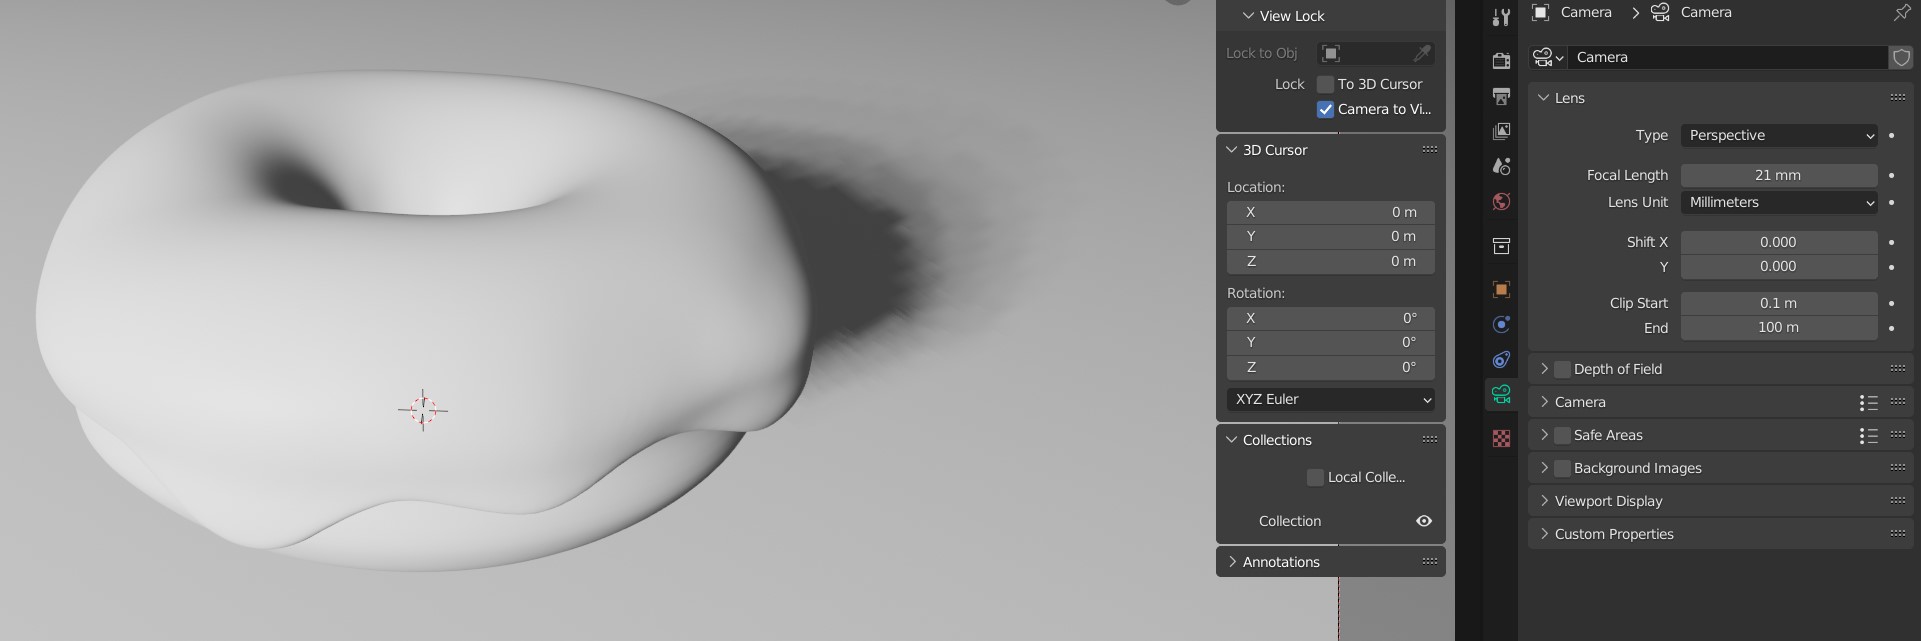 View Lock
Lock to Obj
Lock To 3D Cursor
Camera to Vi...
3D Cursor
Location:
X 0 m
Y 0 m
Z 0 m
Rotation:
X 0°
Y 0°
Z 0°
XYZ Euler
Collections
Local Colle...
Collection
Annotations
Camera Camera
Camera
Lens
Type Perspective
Focal Length 21 mm
Lens Unit Millimeters
Shift X 0.000
Y 0.000
Clip Start 0.1 m
End 100 m
Depth of Field
Camera
Safe Areas
Background Images
Viewport Display
Custom Properties